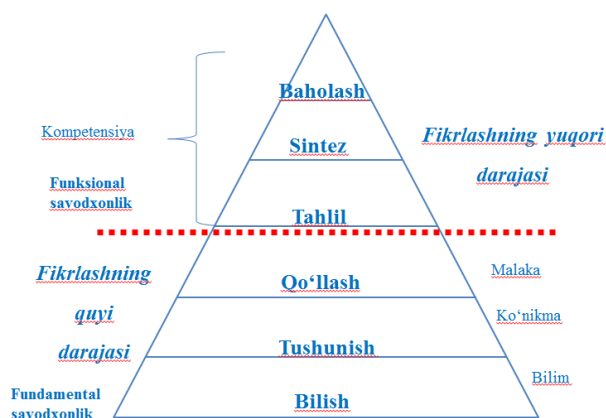 Baholash
Kompetensiya
Sintez
Fikrlashning yuqori
darajasi
Funksional
savodxonlik
Tahlil
Fikrlashning
quyi
darajasi
Qo‘llash
Malaka
Ko‘nikma
Tushunish
Bilim
Fundamental
savodxonlik
Bilish